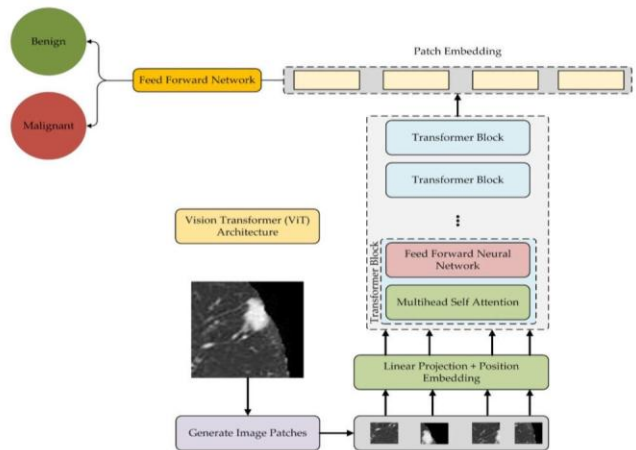 Benign
Malignant
Feed Forward Network
Patch Embedding
Transformer Block
Transformer Block
...
Vision Transformer (ViT)
Architecture
Transformer Block
Feed Forward Neural
Network
Multihead Self Attention
Linear Projection + Position
Embedding
Generate Image Patches